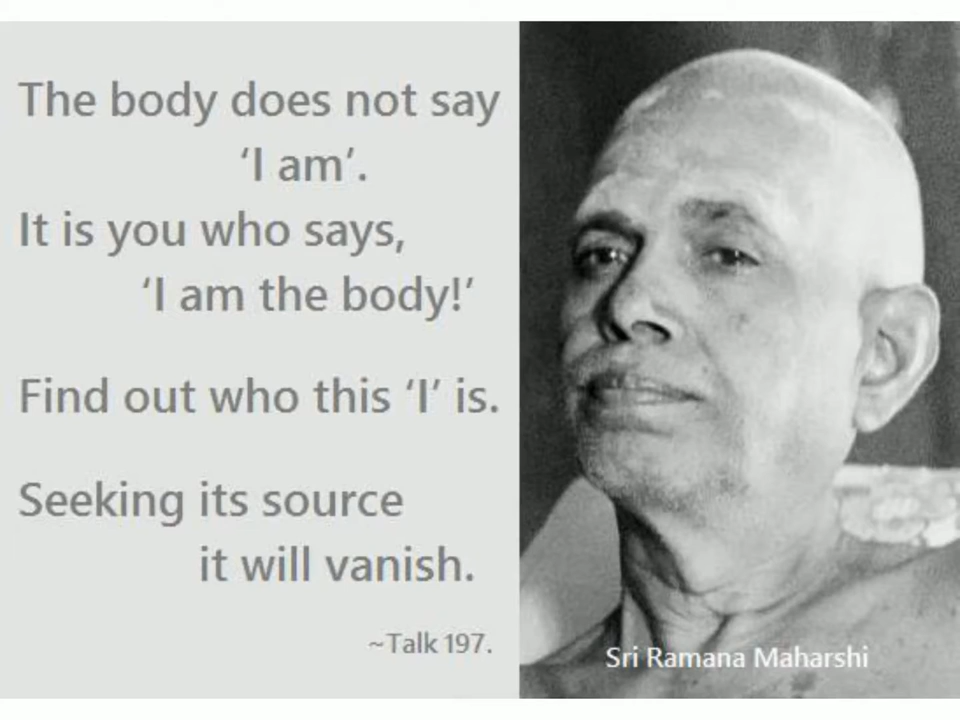 The body does not say
‘I am’.
It is you who says,
‘I am the body!’
Find out who this ‘I’ is.
Seeking its source
it will vanish.
~Talk 197.
Sri Ramana Maharshi